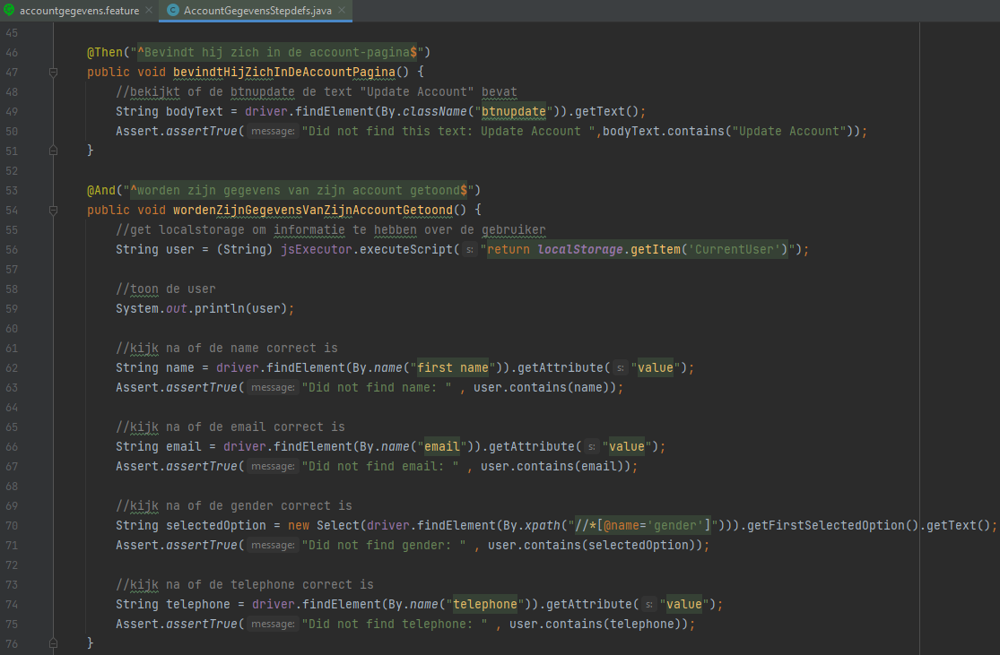 accountgegevens.feature × AccountGegevensStepdefs.java ×
45
46 @Then("^Bevindt hij zich in de account-pagina$")
47 public void bevindtHijZichInDeAccountPagina() {
48 //bekijkt of de btnupdate de text "Update Account" bevat
49 String bodyText = driver.findElement(By.className("btnupdate")).getText();
50 Assert.assertTrue( message: "Did not find this text: Update Account ",bodyText.contains("Update Account"));
51 }
52
53 @And("^worden zijn gegevens van zijn account getoond$")
54 public void wordenZijnGegevensVanZijnAccountGetoond() {
55 //get localstorage om informatie te hebben over de gebruiker
56 String user = (String) jsExecutor.executeScript( s: "return localStorage.getItem('CurrentUser')");
57
58 //toon de user
59 System.out.println(user);
60
61 //kijk na of de name correct is
62 String name = driver.findElement(By.name("first name")).getAttribute( s: "value");
63 Assert.assertTrue( message: "Did not find name: " , user.contains(name));
64
65 //kijk na of de email correct is
66 String email = driver.findElement(By.name("email")).getAttribute( s: "value");
67 Assert.assertTrue( message: "Did not find email: " , user.contains(email));
68
69 //kijk na of de gender correct is
70 String selectedOption = new Select(driver.findElement(By.xpath("//*[@name='gender']"))).getFirstSelectedOption().getText();
71 Assert.assertTrue( message: "Did not find gender: " , user.contains(selectedOption));
72
73 //kijk na of de telephone correct is
74 String telephone = driver.findElement(By.name("telephone")).getAttribute( s: "value");
75 Assert.assertTrue( message: "Did not find telephone: " , user.contains(telephone));
76 }